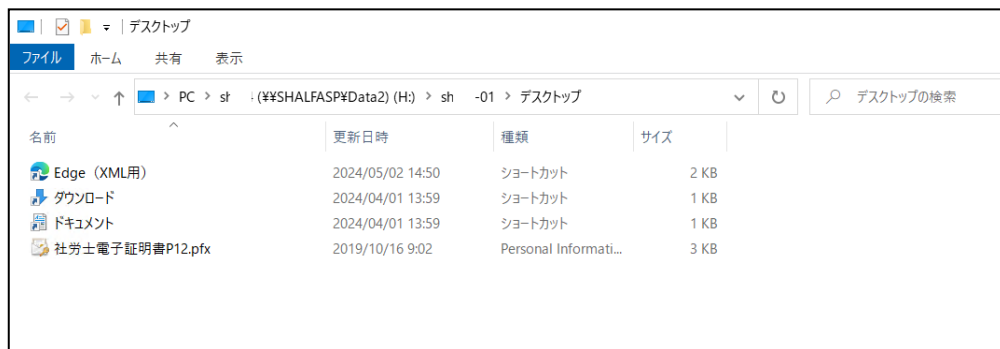 デスクトップ
ファイル ホーム 共有 表示
PC > sh (¥¥SHALFASP¥Data2) (H:) > sh -01 > デスクトップ デスクトップの検索
名前 更新日時 種類 サイズ
Edge（XML用） 2024/05/02 14:50 ショートカット 2 KB
ダウンロード 2024/04/01 13:59 ショートカット 1 KB
ドキュメント 2024/04/01 13:59 ショートカット 1 KB
社労士電子証明書P12.pfx 2019/10/16 9:02 Personal Informati... 3 KB